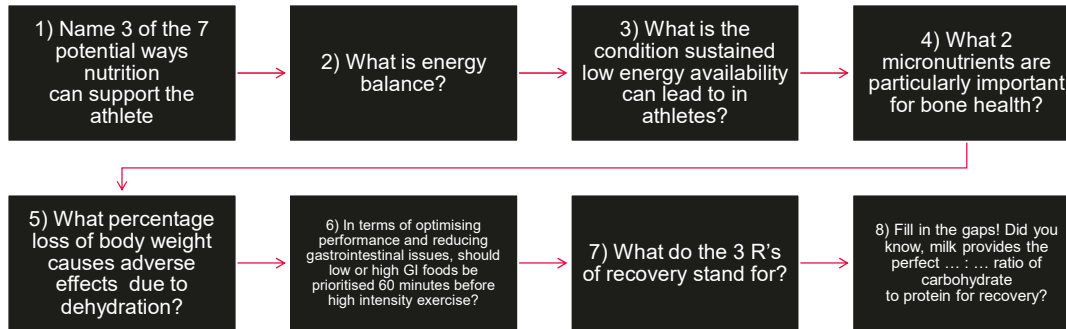 1) Name 3 of the 7
potential ways
nutrition
can support the
athlete
2) What is energy
balance?
3) What is the
condition sustained
low energy availability
can lead to in
athletes?
4) What 2
micronutrients are
particularly important
for bone health?
5) What percentage
loss of body weight
causes adverse
effects  due to
dehydration?
6) In terms of optimising
performance and reducing
gastrointestinal issues, should
low or high GI foods be
prioritised 60 minutes before
high intensity exercise?
7) What do the 3 R's
of recovery stand for?
8) Fill in the gaps! Did you
know, milk provides the
perfect … : … ratio of
carbohydrate
to protein for recovery?